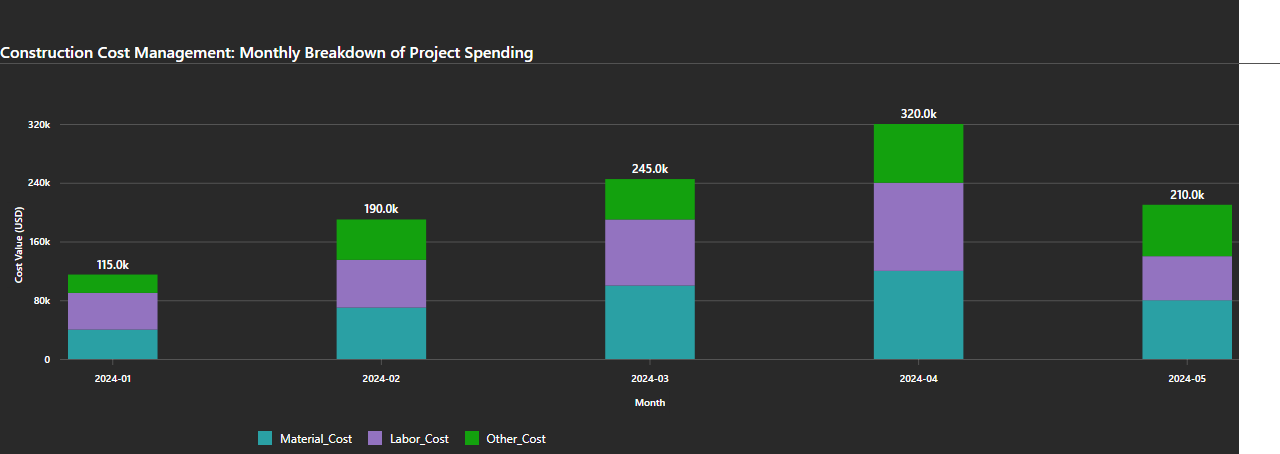 Construction Cost Management: Monthly Breakdown of Project Spending
320.0k
320k
245.0k
240k
190.0k
210.0k
Cost Value (USD)
160k
115.0k
80k
0
2024-01
2024-02
2024-03
2024-04
2024-05
Month
Material_Cost
Labor_Cost
Other_Cost